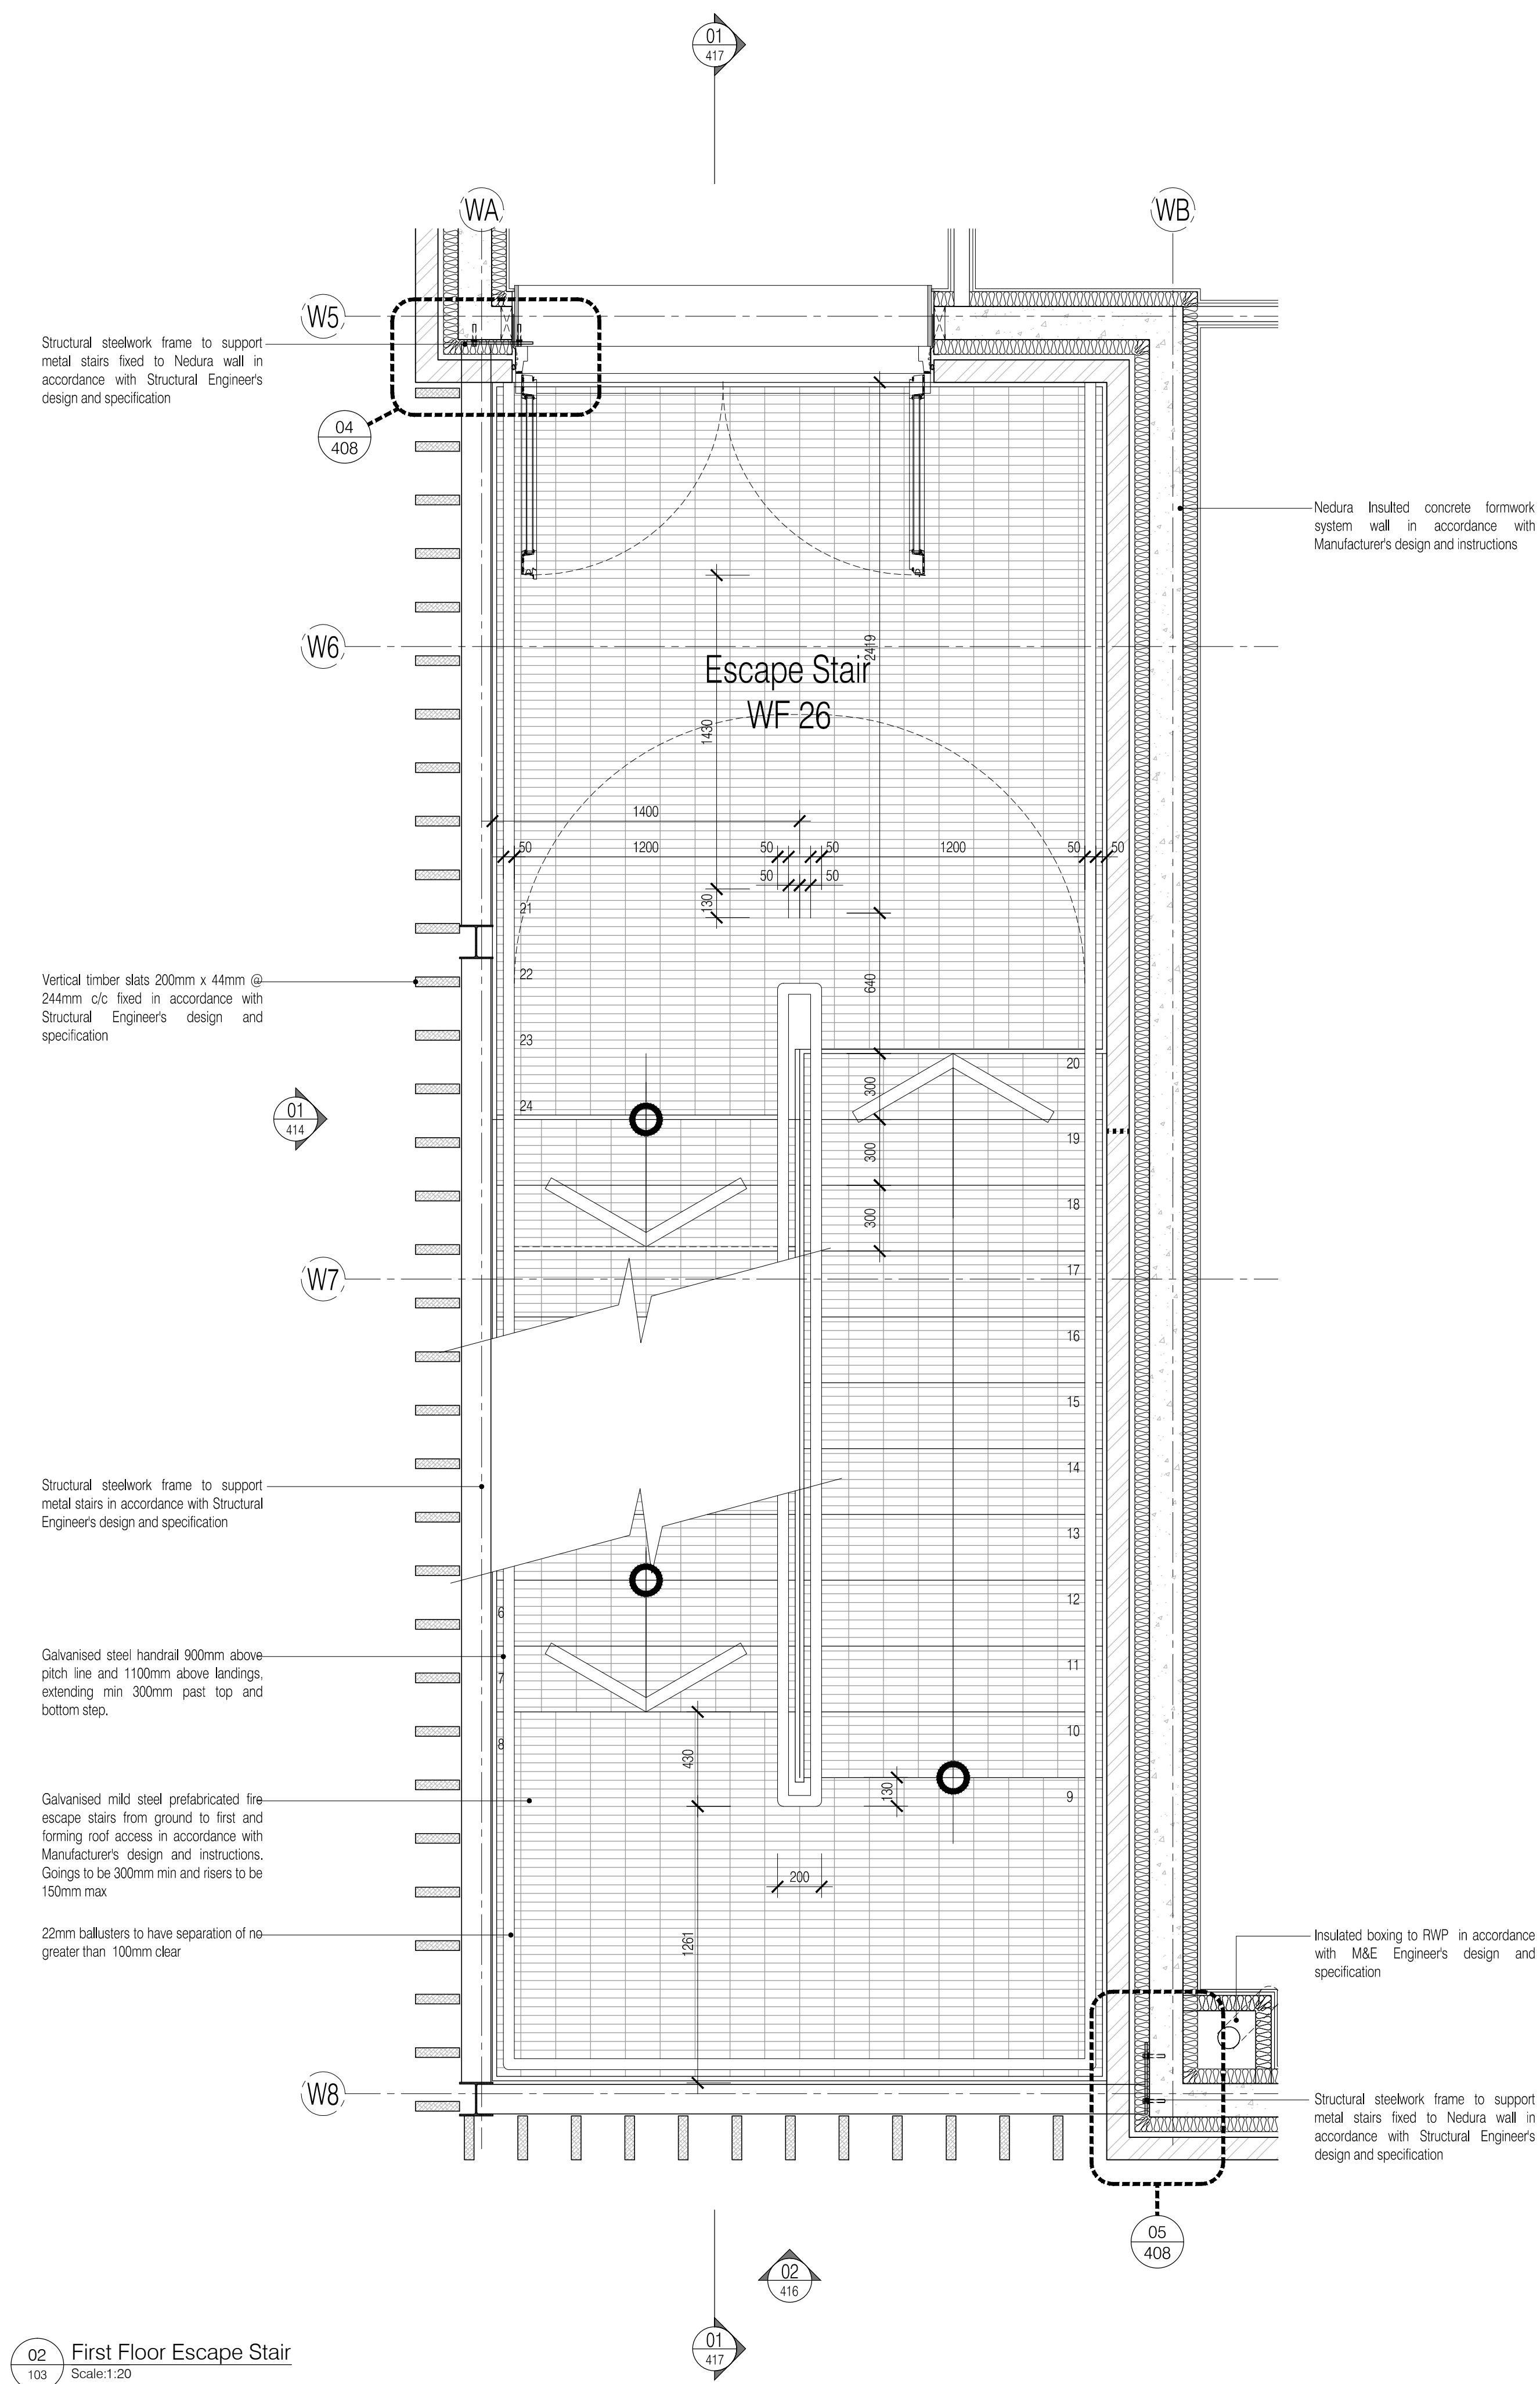 01
417
WA
WB
W5
Structural steelwork frame to support
metal stairs fixed to Nedura wall in
accordance with Structural Engineer's
design and specification
04
408
Nedura Insulted concrete formwork
system wall in accordance with
Manufacturer's design and instructions
W6
2419
Escape Stair
WF 26
1430
1400
50
1200
50
50
1200
50
50
50
50
130
21
640
22
Vertical timber slats 200mm x 44mm @
244mm c/c fixed in accordance with
Structural Engineer's design and
specification
23
20
300
24
01
414
19
300
18
300
17
W7
16
15
14
Structural steelwork frame to support
metal stairs in accordance with Structural
Engineer's design and specification
13
12
6
Galvanised steel handrail 900mm above
pitch line and 1100mm above landings,
extending min 300mm past top and
bottom step.
11
7
10
8
430
130
9
Galvanised mild steel prefabricated fire
escape stairs from ground to first and
forming roof access in accordance with
Manufacturer's design and instructions.
Goings to be 300mm min and risers to be
150mm max
200
22mm ballusters to have separation of no
greater than 100mm clear
1261
Insulated boxing to RWP in accordance
with M&E Engineer's design and
specification
W8
Structural steelwork frame to support
metal stairs fixed to Nedura wall in
accordance with Structural Engineer's
design and specification
05
408
02
416
01
417
02
103
First Floor Escape Stair
Scale:1:20